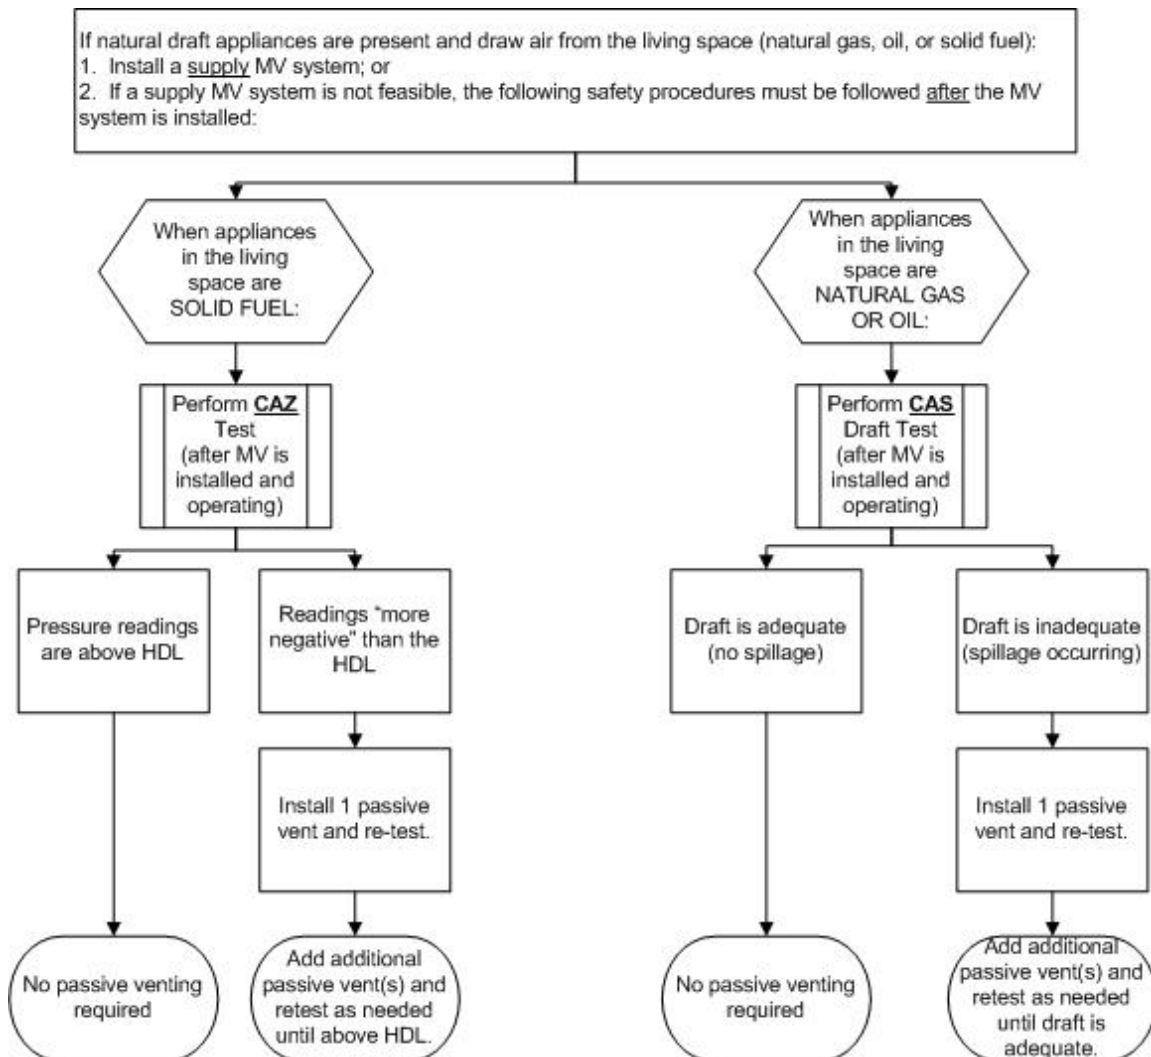 If natural draft appliances are present and draw air from the living space (natural gas, oil, or solid fuel):
1. Install a supply MV system; or
2. If a supply MV system is not feasible, the following safety procedures must be followed after the MV
system is installed:
When appliances
in the living
space are
SOLID FUEL:
When appliances
in the living
space are
NATURAL GAS
OR OIL:
Perform CAZ
Test
(after MV is
installed and
operating)
Perform CAS
Draft Test
(after MV is
installed and
operating)
Pressure readings
are above HDL
Readings “more
negative” than the
HDL
Draft is adequate
(no spillage)
Draft is inadequate
(spillage occurring)
Install 1 passive
vent and re-test.
Install 1 passive
vent and re-test.
No passive venting
required
Add additional
passive vent(s) and
retest as needed
until above HDL.
No passive venting
required
Add additional
passive vent(s) and
retest as needed
until draft is
adequate.